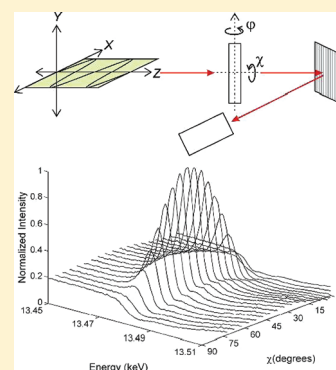 Y
X
Z
φ
χ
Normalized Intensity
1
0.8
0.6
0.4
0.2
0
13.45
13.47
13.49
13.51
Energy (keV)
90
75
60
45
30
15
χ(degrees)